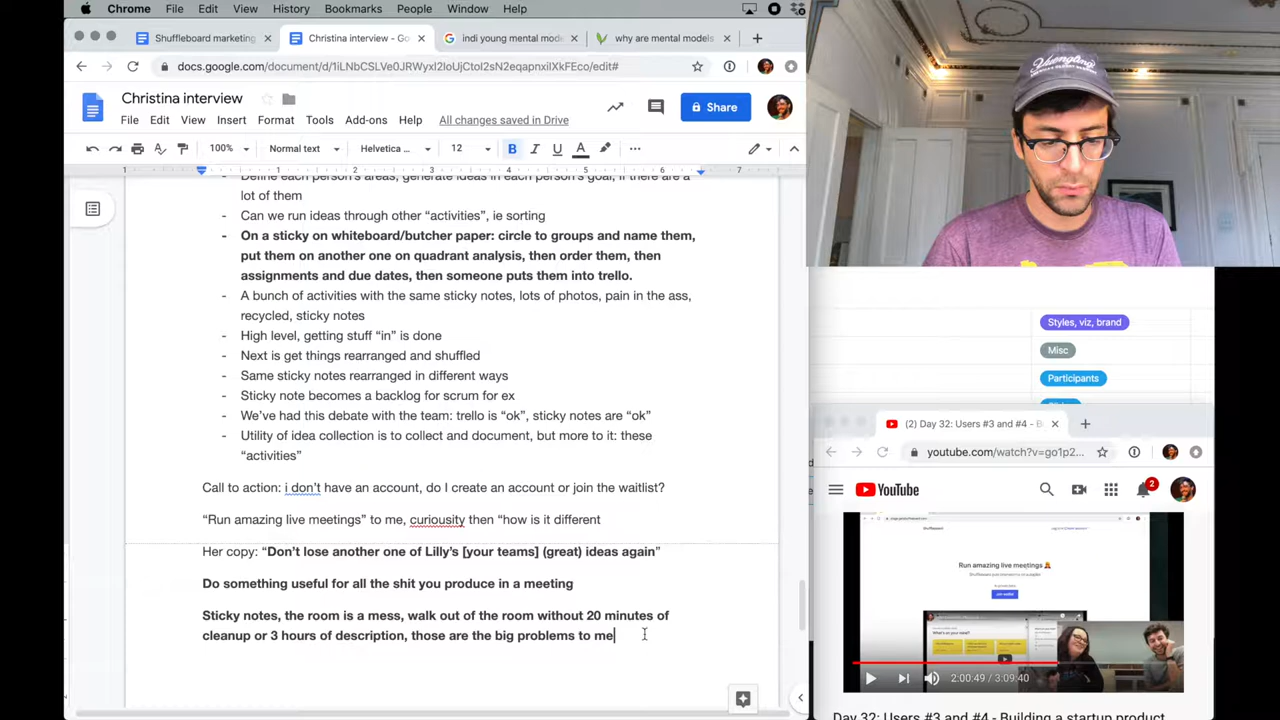 Chrome File Edit View History Bookmarks People Window Help
Shuffleboard marketing
Christina interview - Go
indi young mental mode
why are mental models
Christina interview
File Edit View Insert Format Tools Add-ons Help All changes saved in Drive
Share
100% Normal text Helvetica ... 12 B I U A
1 1 2 3 4 5 6 7
Define each person's areas, generate ideas in each person's goal, if there are a
lot of them
- Can we run ideas through other “activities”, ie sorting
- On a sticky on whiteboard/butcher paper: circle to groups and name them,
put them on another one on quadrant analysis, then order them, then
assignments and due dates, then someone puts them into trello.
- A bunch of activities with the same sticky notes, lots of photos, pain in the ass,
recycled, sticky notes
- High level, getting stuff “in” is done
- Next is get things rearranged and shuffled
- Same sticky notes rearranged in different ways
- Sticky note becomes a backlog for scrum for ex
- We’ve had this debate with the team: trello is “ok”, sticky notes are “ok”
- Utility of idea collection is to collect and document, but more to it: these
“activities”
Call to action: i don’t have an account, do I create an account or join the waitlist?
“Run amazing live meetings” to me, curiousity then “how is it different
Her copy: “Don’t lose another one of Lilly’s [your teams] (great) ideas again”
Do something useful for all the shit you produce in a meeting
Sticky notes, the room is a mess, walk out of the room without 20 minutes of
cleanup or 3 hours of description, those are the big problems to me
Yuengling
Styles, viz, brand
Misc
Participants
(2) Day 32: Users #3 and #4 - B
youtube.com/watch?v=go1p2...
YouTube
2
Run amazing live meetings
What's on your mind?
2:00:49 / 3:09:40
Day 32: Users #3 and #4 - Building a startup product